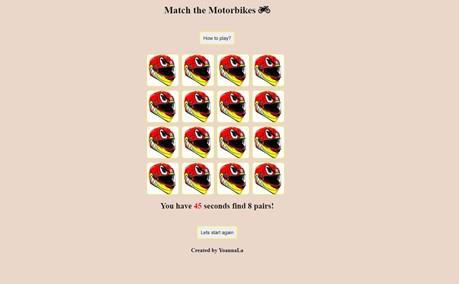 Match the Motorbikes
How to play?
You have 45 seconds find 8 pairs!
Lets start again
Created by YoannaLa